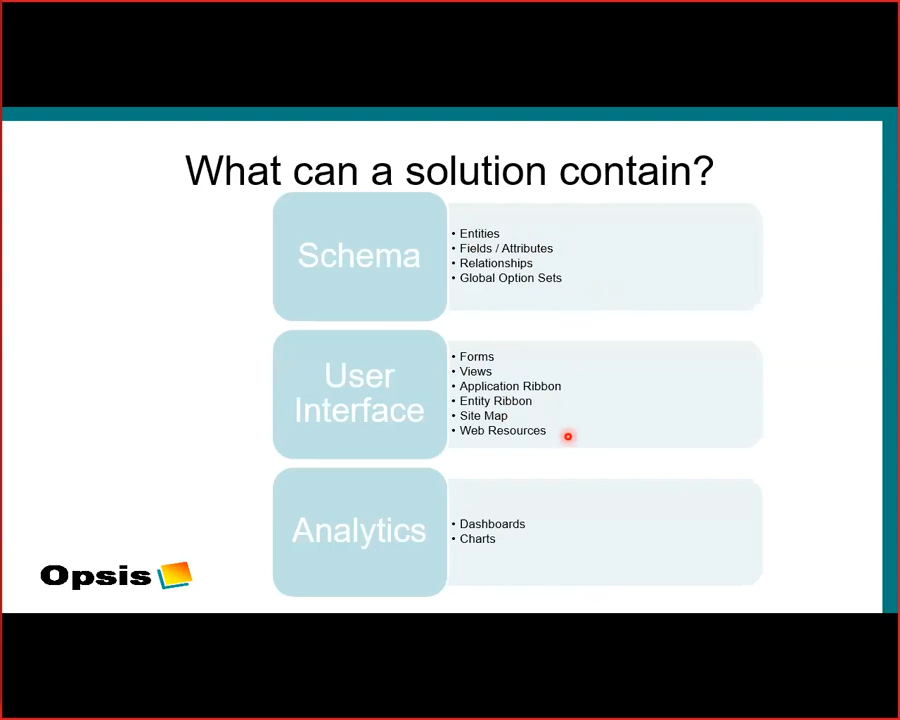 What can a solution contain?
Schema
• Entities
• Fields / Attributes
• Relationships
• Global Option Sets
User
Interface
• Forms
• Views
• Application Ribbon
• Entity Ribbon
• Site Map
• Web Resources
Analytics
• Dashboards
• Charts
Opsis